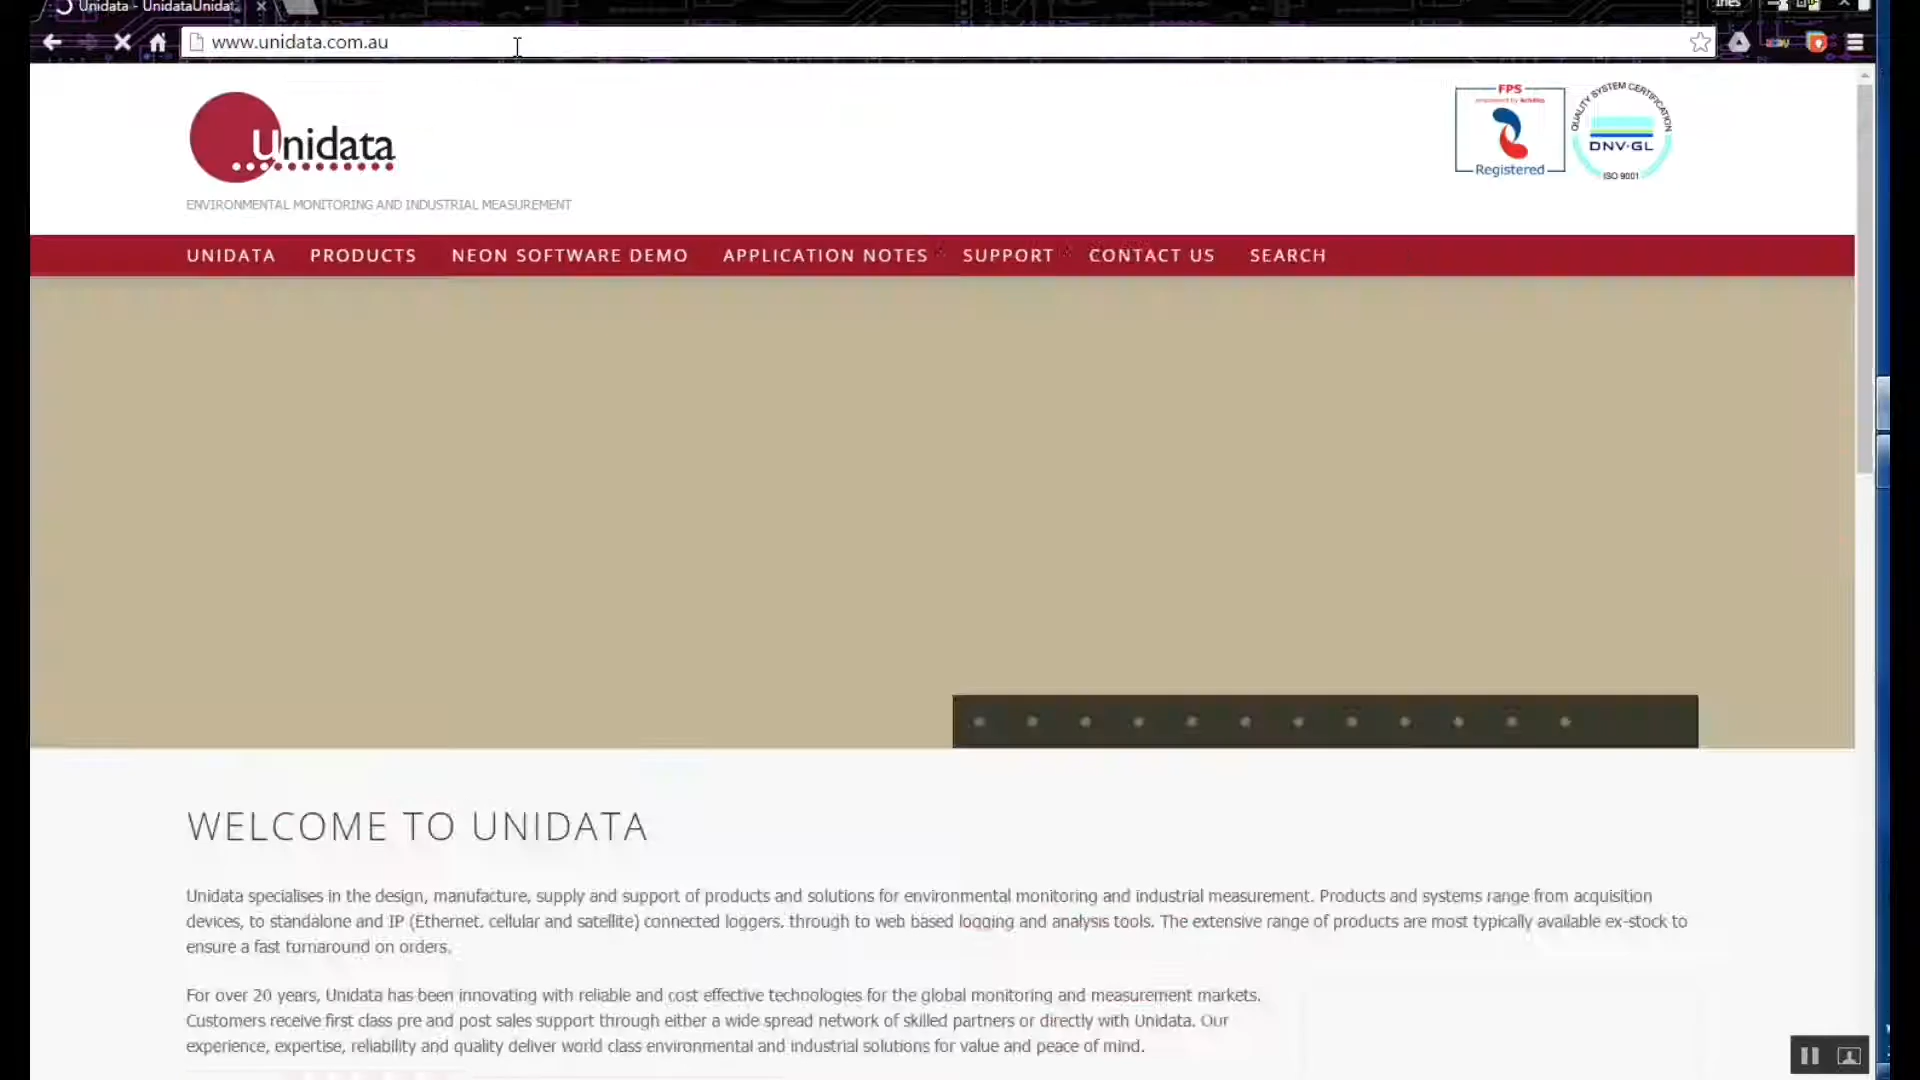 Unidata - UnidataUnidat
Ines
www.unidata.com.au
Unidata
ENVIRONMENTAL MONITORING AND INDUSTRIAL MEASUREMENT
FPS
Registered
QUALITY SYSTEM CERTIFICATION
DNV·GL
ISO 9001
UNIDATA PRODUCTS NEON SOFTWARE DEMO APPLICATION NOTES SUPPORT CONTACT US SEARCH
WELCOME TO UNIDATA
Unidata specialises in the design, manufacture, supply and support of products and solutions for environmental monitoring and industrial measurement. Products and systems range from acquisition
devices, to standalone and IP (Ethernet, cellular and satellite) connected loggers, through to web based logging and analysis tools. The extensive range of products are most typically available ex-stock to
ensure a fast turnaround on orders.
For over 20 years, Unidata has been innovating with reliable and cost effective technologies for the global monitoring and measurement markets.
Customers receive first class pre and post sales support through either a wide spread network of skilled partners or directly with Unidata. Our
experience, expertise, reliability and quality deliver world class environmental and industrial solutions for value and peace of mind.